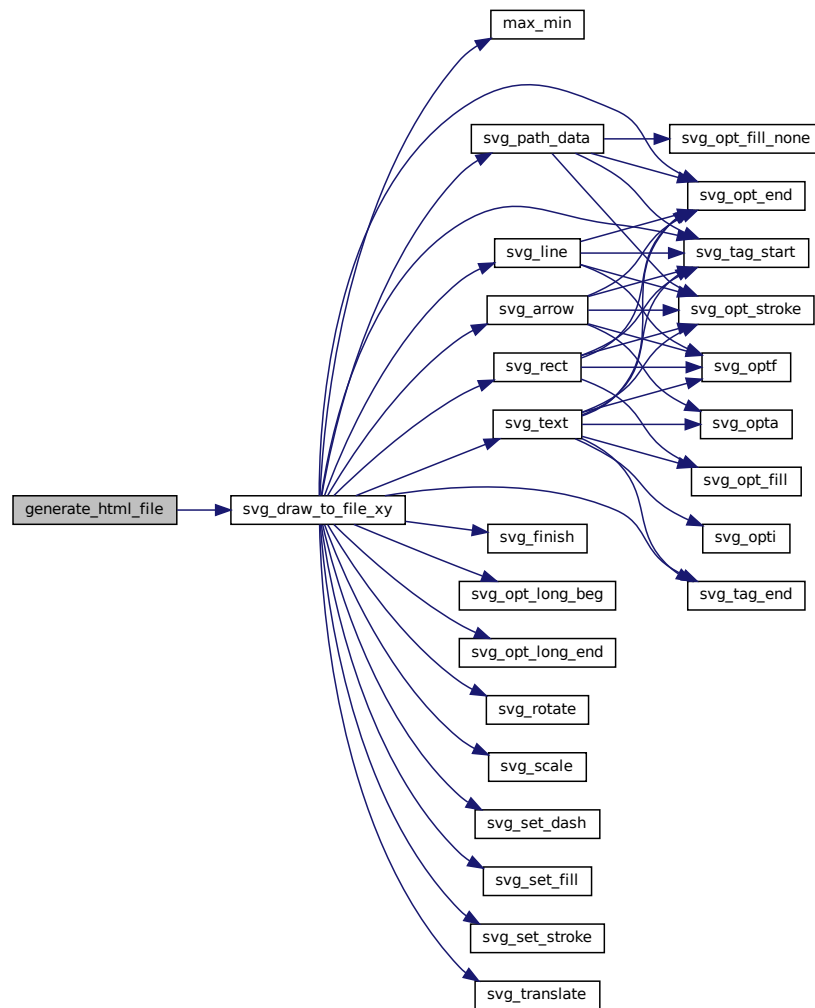 max_min
svg_path_data
svg_opt_fill_none
svg_opt_end
svg_line
svg_tag_start
svg_arrow
svg_opt_stroke
svg_rect
svg_optf
svg_text
svg_opta
svg_opt_fill
generate_html_file
svg_draw_to_file_xy
svg_finish
svg_opti
svg_opt_long_beg
svg_tag_end
svg_opt_long_end
svg_rotate
svg_scale
svg_set_dash
svg_set_fill
svg_set_stroke
svg_translate